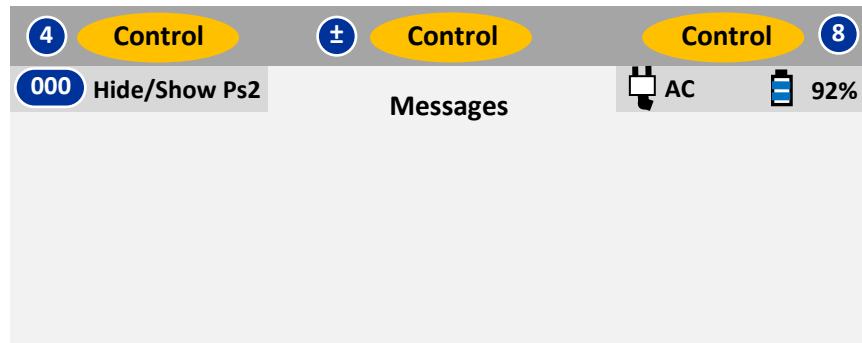 4 Control ± Control Control 8
000 Hide/Show Ps2 AC 92%
Messages